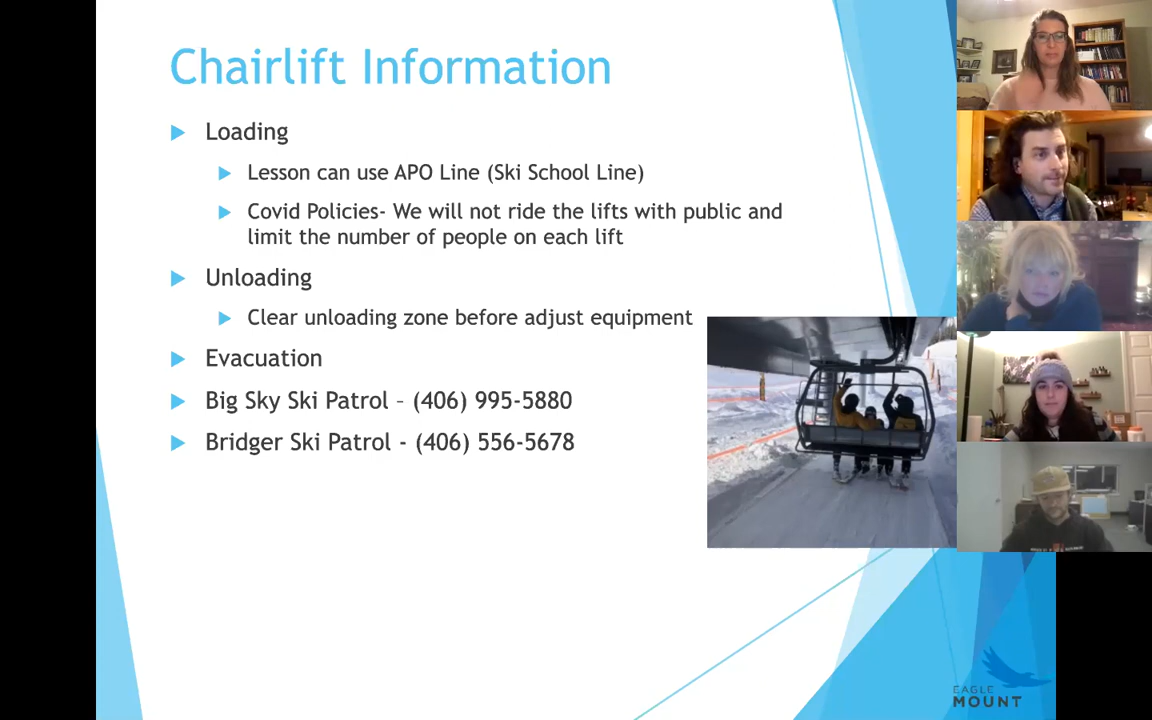 Chairlift Information
Loading
Lesson can use APO Line (Ski School Line)
Covid Policies- We will not ride the lifts with public and
limit the number of people on each lift
Unloading
Clear unloading zone before adjust equipment
Evacuation
Big Sky Ski Patrol – (406) 995-5880
Bridger Ski Patrol - (406) 556-5678
EAGLE
MOUNT